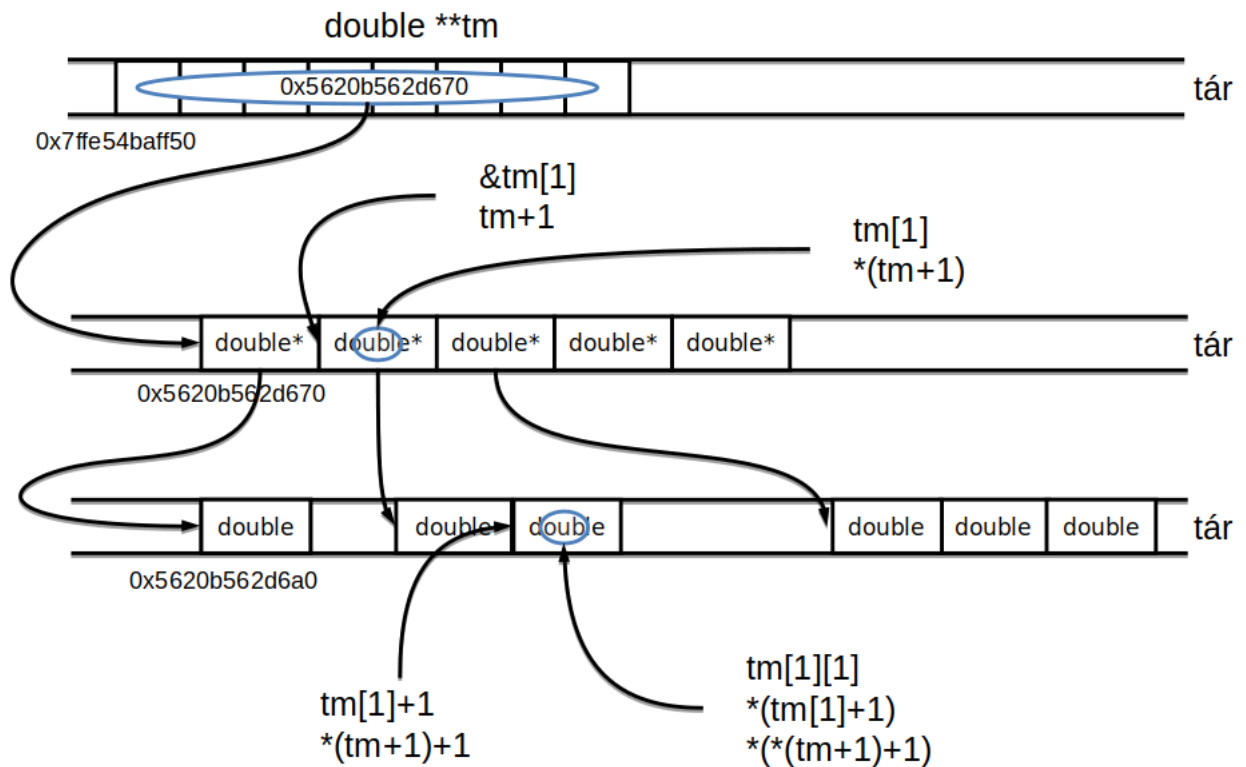 double **tm
0x5620b562d670
tár
0x7ffe54baff50
&tm[1]
tm+1
tm[1]
*(tm+1)
double* double* double* double* double*
tár
0x5620b562d670
double double double double double double
tár
0x5620b562d6a0
tm[1]+1
*(tm+1)+1
tm[1][1]
*(tm[1]+1)
*(*(tm+1)+1)